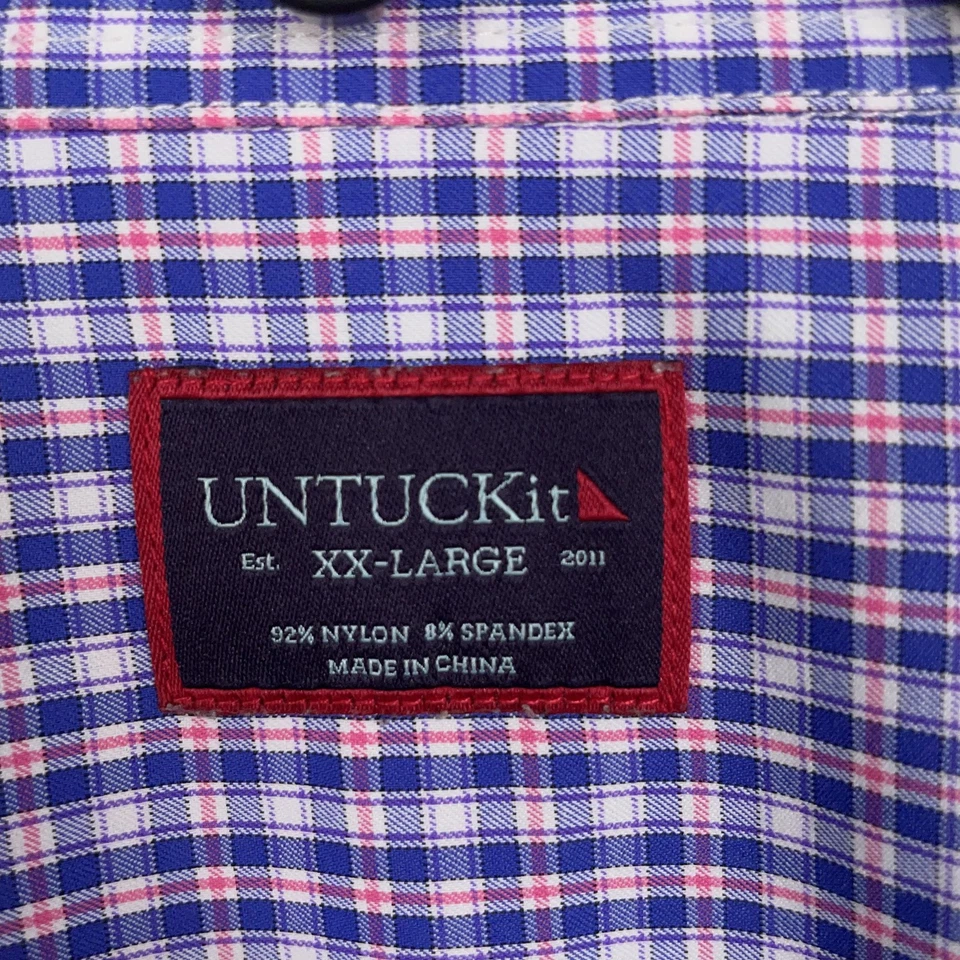 UNTUCKit
Est. XX-LARGE 2011
92% NYLON 8% SPANDEX
MADE IN CHINA